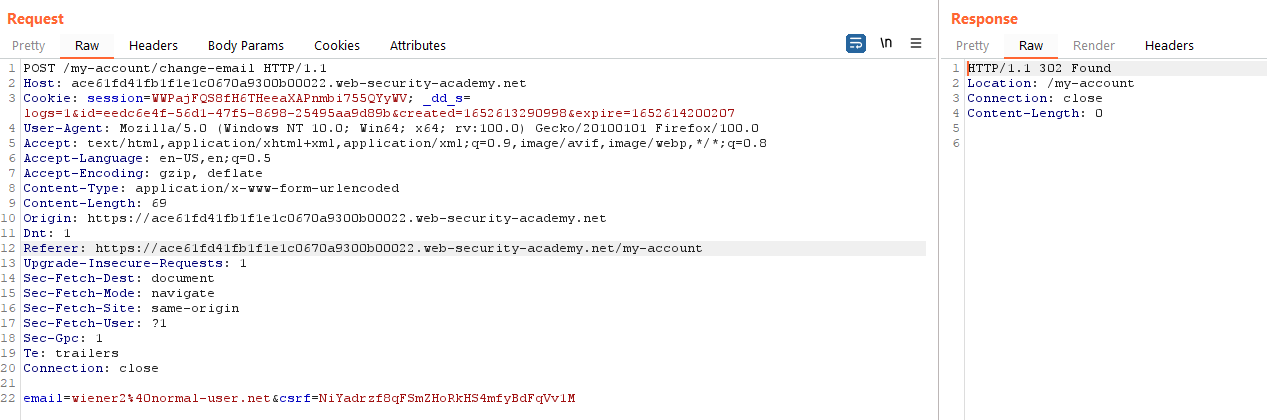 Request
Pretty Raw Headers Body Params Cookies Attributes \n
1 POST /my-account/change-email HTTP/1.1
2 Host: ace61fd41fb1f1e1c0670a9300b00022.web-security-academy.net
3 Cookie: session=WWPajFQS8fH6THeeaXAPnmbi755QYyWV; _dd_s=
logs=1&id=eedc6e4f-56d1-47f5-8698-25495aa9d89b&created=1652613290998&expire=1652614200207
4 User-Agent: Mozilla/5.0 (Windows NT 10.0; Win64; x64; rv:100.0) Gecko/20100101 Firefox/100.0
5 Accept: text/html,application/xhtml+xml,application/xml;q=0.9,image/avif,image/webp,*/*;q=0.8
6 Accept-Language: en-US,en;q=0.5
7 Accept-Encoding: gzip, deflate
8 Content-Type: application/x-www-form-urlencoded
9 Content-Length: 69
10 Origin: https://ace61fd41fb1f1e1c0670a9300b00022.web-security-academy.net
11 Dnt: 1
12 Referer: https://ace61fd41fb1f1e1c0670a9300b00022.web-security-academy.net/my-account
13 Upgrade-Insecure-Requests: 1
14 Sec-Fetch-Dest: document
15 Sec-Fetch-Mode: navigate
16 Sec-Fetch-Site: same-origin
17 Sec-Fetch-User: ?1
18 Sec-Gpc: 1
19 Te: trailers
20 Connection: close
21
22 email=wiener2%40normal-user.net&csrf=NiYadrzf8qFSmZHoRkHS4mfyBdFqVv1M
Response
Pretty Raw Render Headers
1 HTTP/1.1 302 Found
2 Location: /my-account
3 Connection: close
4 Content-Length: 0
5
6